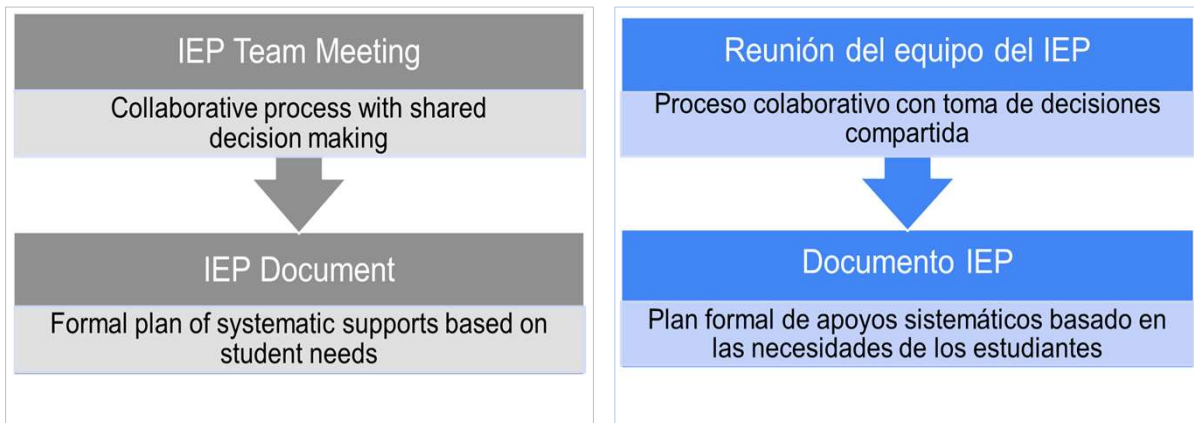 IEP Team Meeting
Collaborative process with shared
decision making
IEP Document
Formal plan of systematic supports based on
student needs
Reunión del equipo del IEP
Proceso colaborativo con toma de decisiones
compartida
Documento IEP
Plan formal de apoyos sistemáticos basado en
las necesidades de los estudiantes